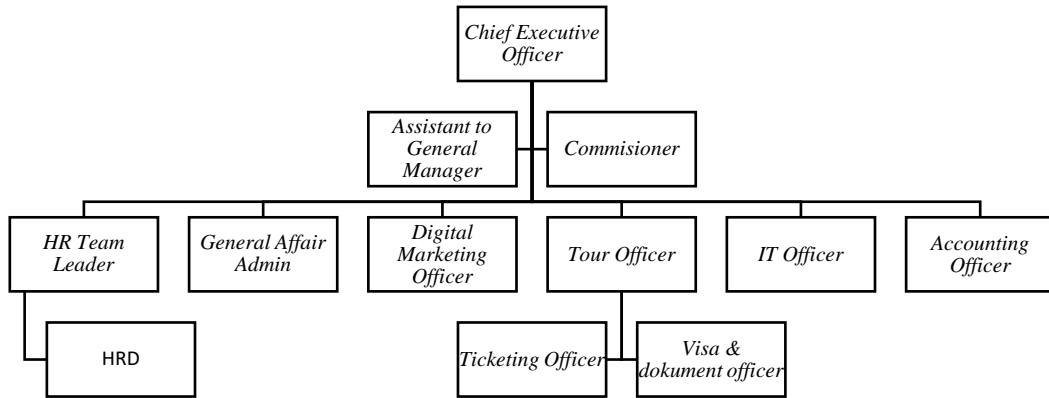 Chief Executive
Officer
Assistant to
General
Manager
Commisioner
HR Team
Leader
General Affair
Admin
Digital
Marketing
Officer
Tour Officer
IT Officer
Accounting
Officer
HRD
Ticketing Officer
Visa &
dokument officer